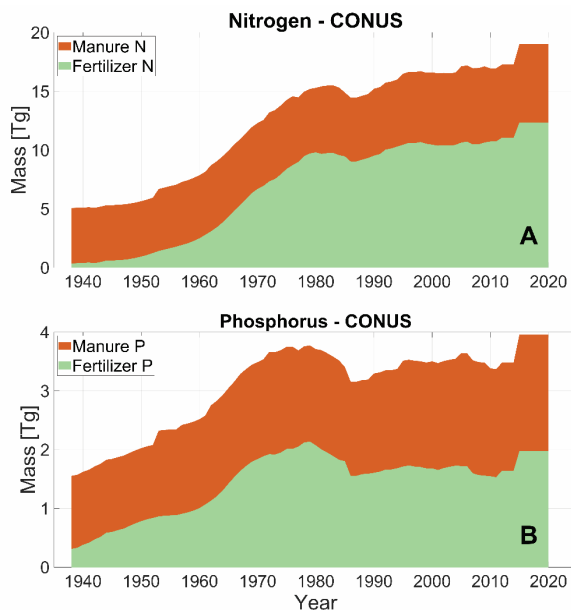 Nitrogen - CONUS
20
Manure N
Fertilizer N
15
10
5
0
Mass [Tg]
A
1940 1950 1960 1970 1980 1990 2000 2010 2020
Phosphorus - CONUS
4
Manure P
Fertilizer P
3
2
1
0
Mass [Tg]
B
1940 1950 1960 1970 1980 1990 2000 2010 2020
Year